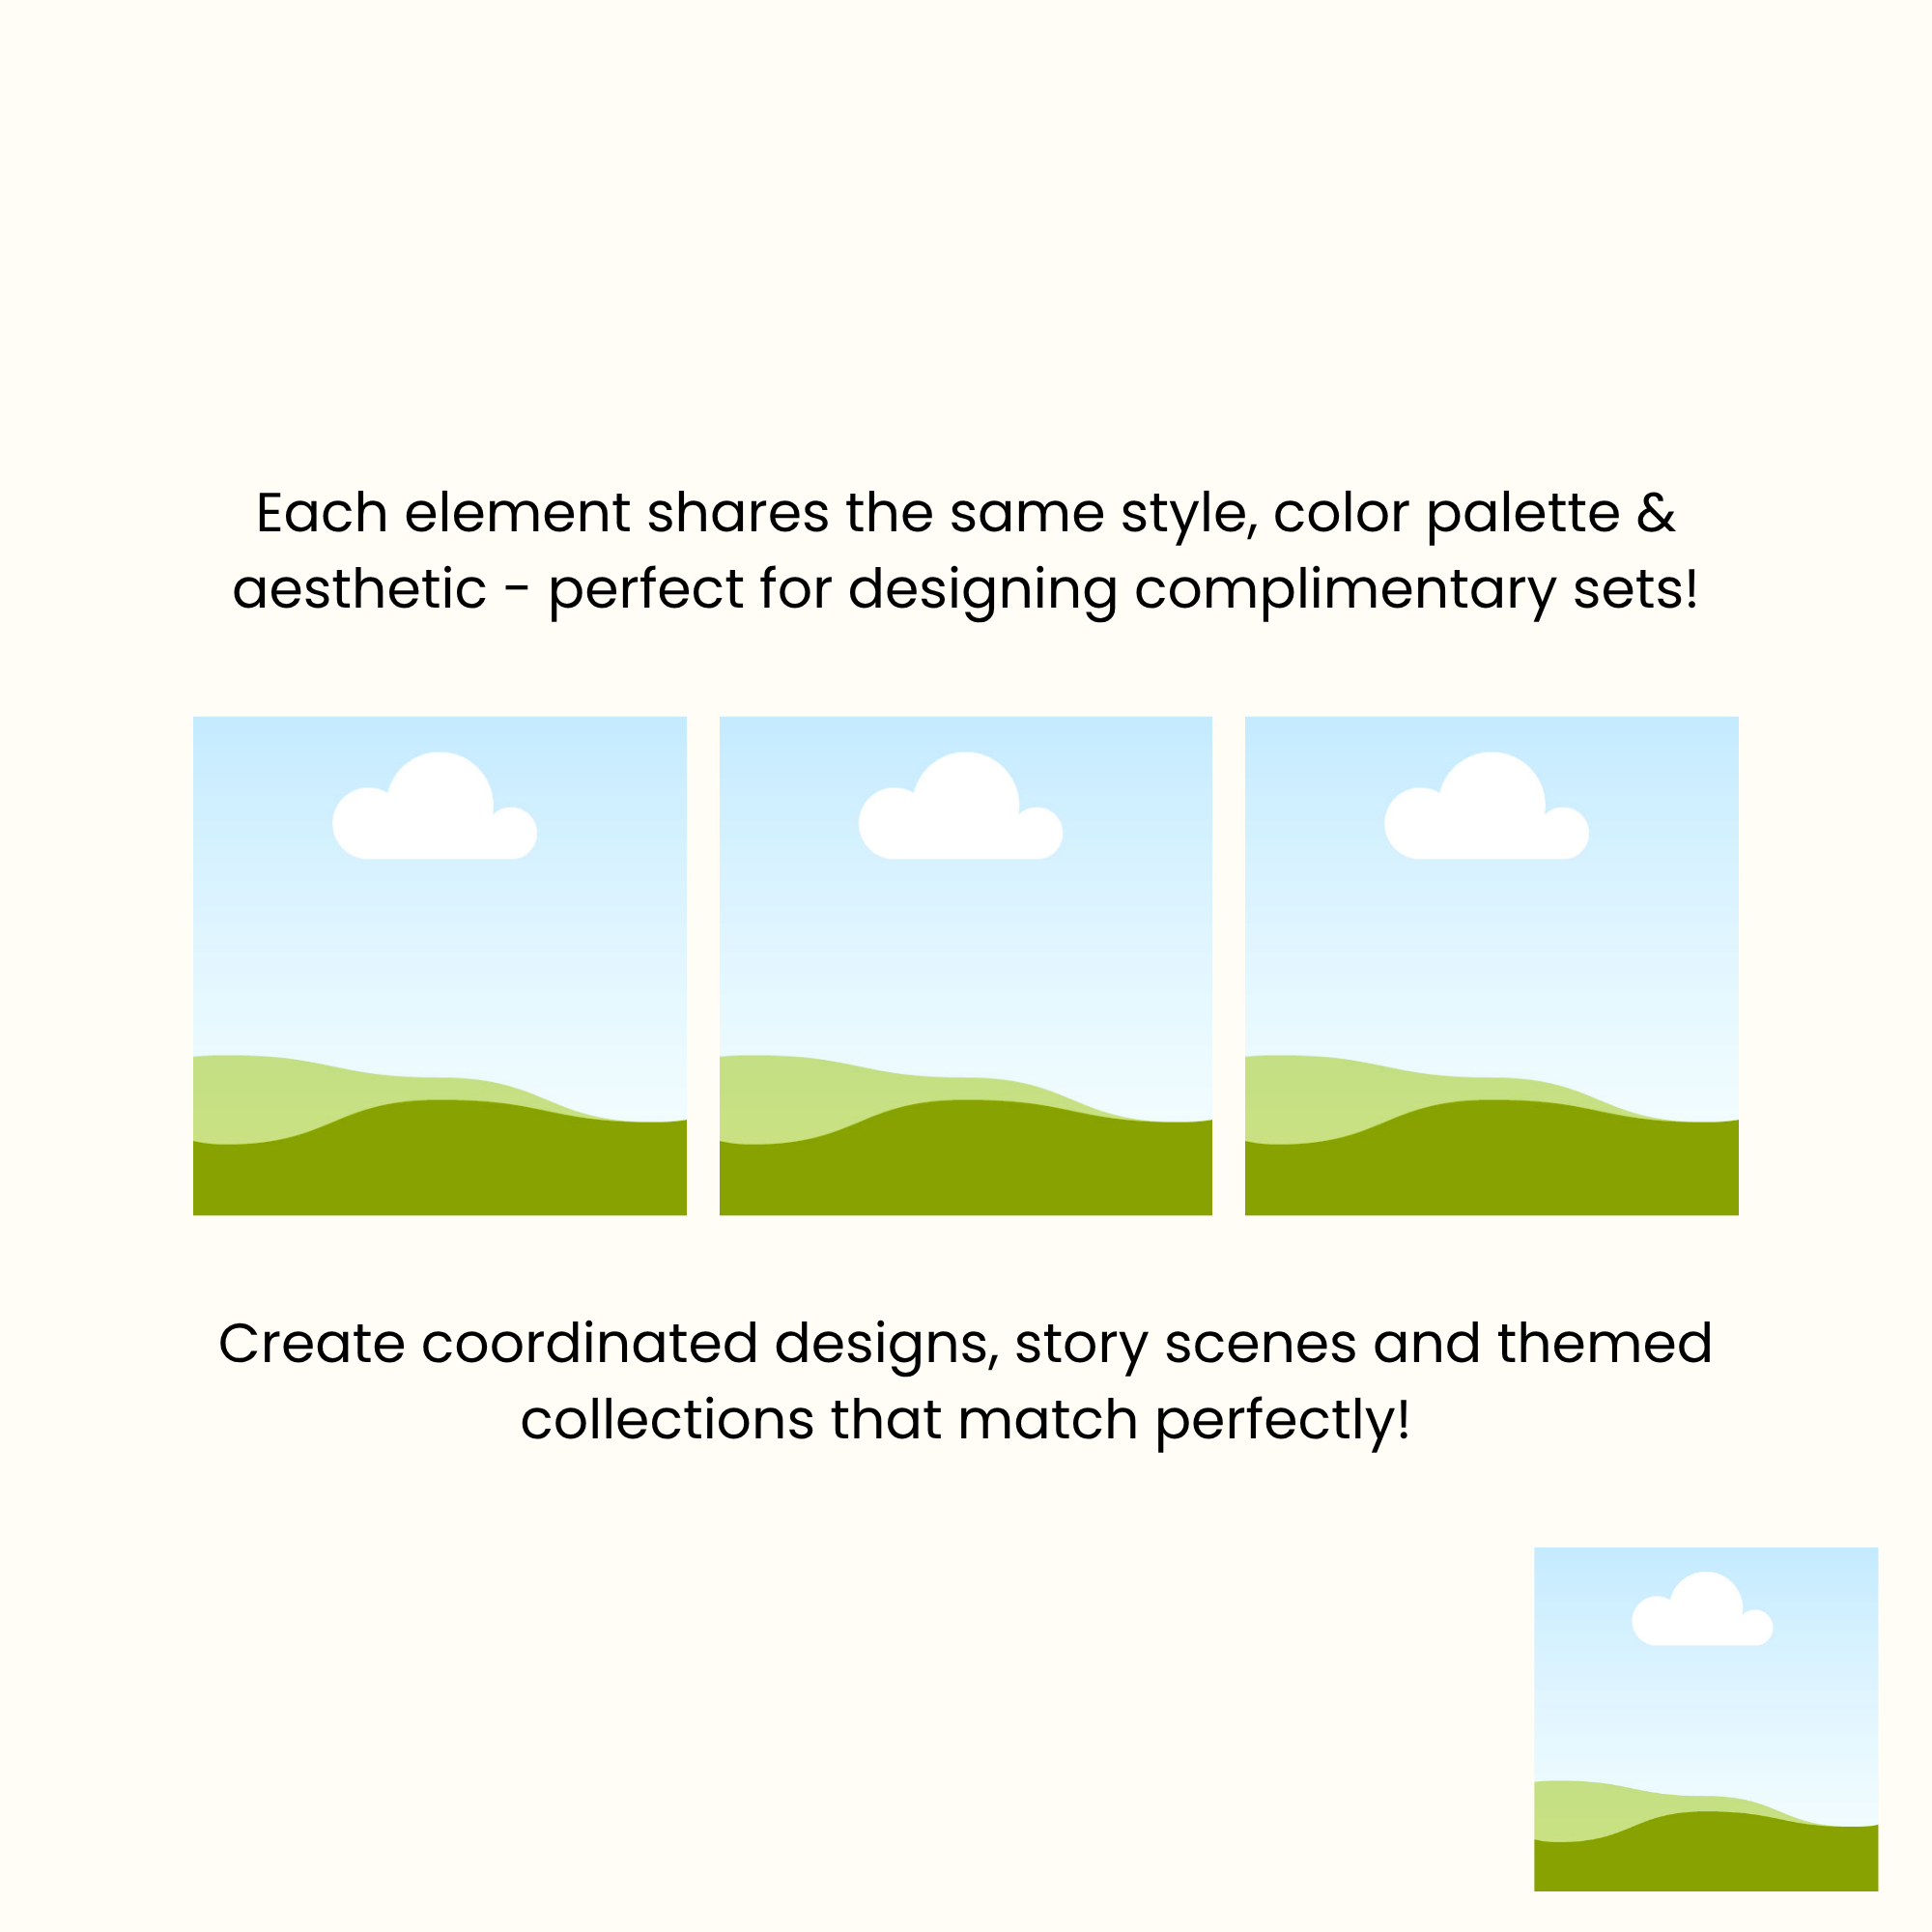 Each element shares the same style, color palette &
aesthetic - perfect for designing complimentary sets!
Create coordinated designs, story scenes and themed
collections that match perfectly!